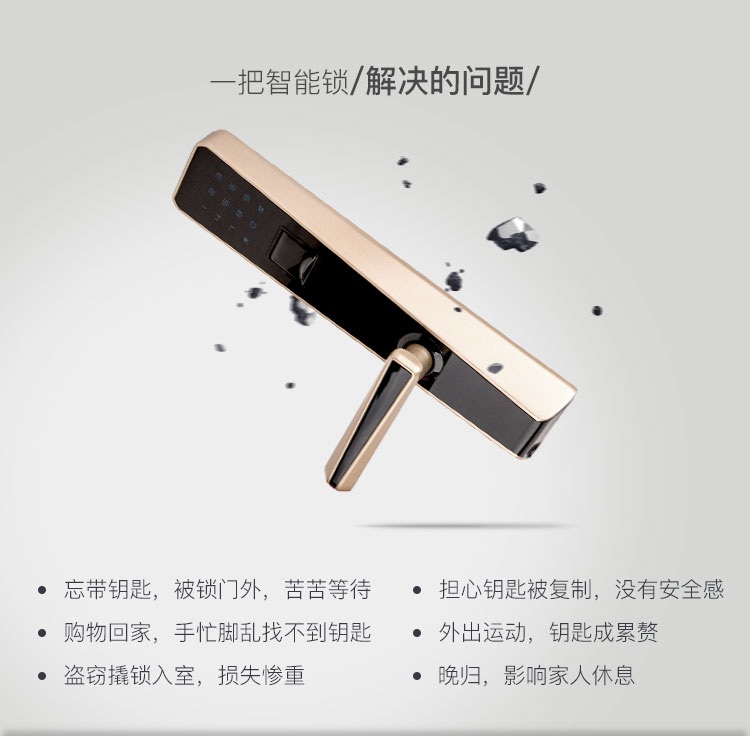 一把智能锁/解决的问题/
忘带钥匙，被锁门外，苦苦等待
购物回家，手忙脚乱找不到钥匙
盗窃撬锁入室，损失惨重
担心钥匙被复制，没有安全感
外出运动，钥匙成累赘
晚归，影响家人休息